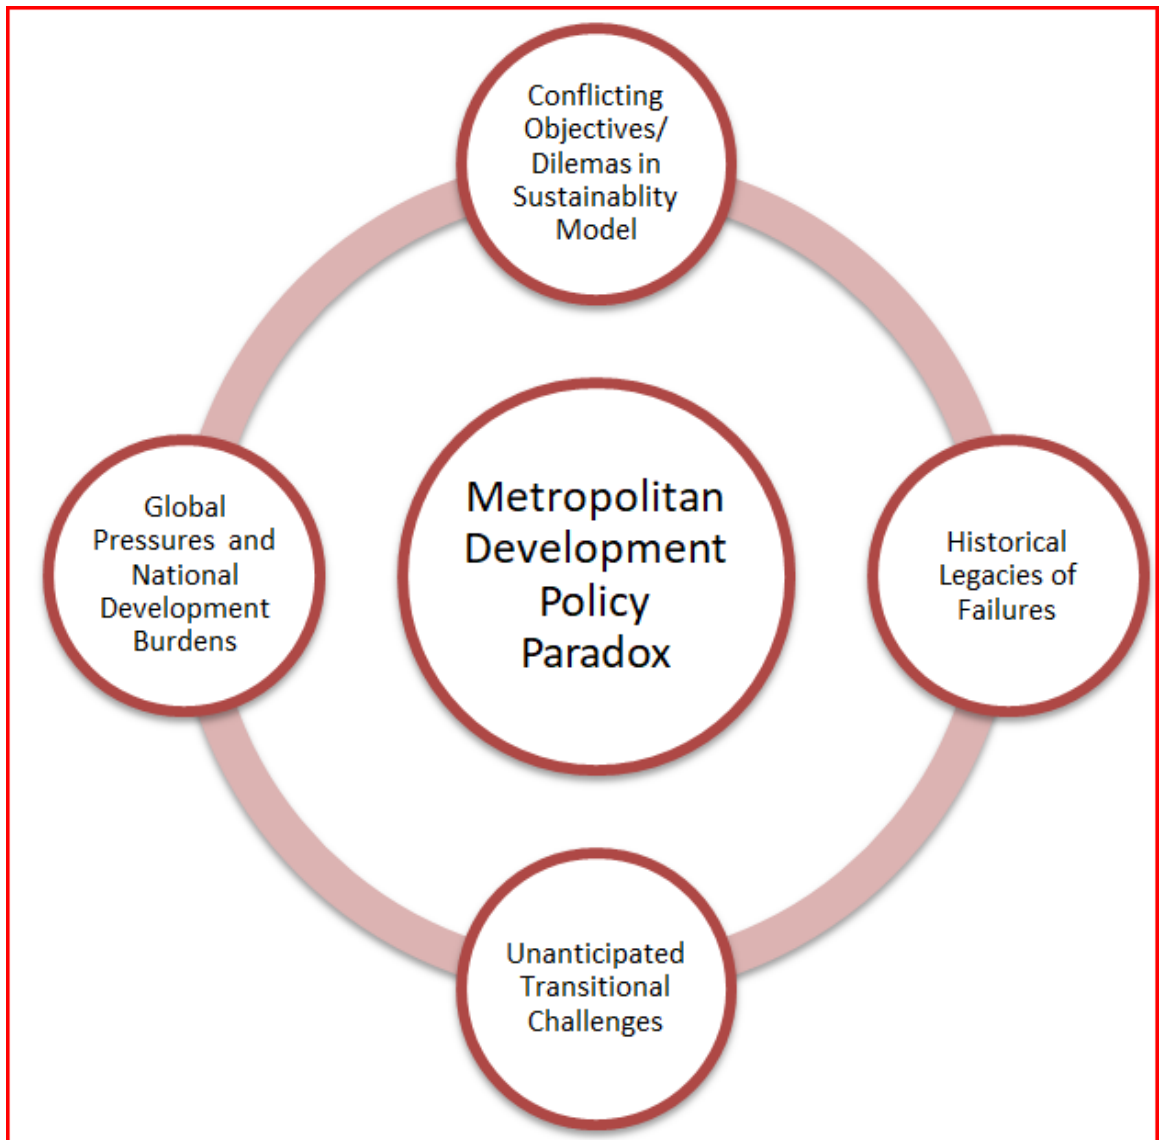 Conflicting
Objectives/
Dilemas in
Sustainablity
Model
Global
Pressures and
National
Development
Burdens
Metropolitan
Development
Policy
Paradox
Historical
Legacies of
Failures
Unanticipated
Transitional
Challenges